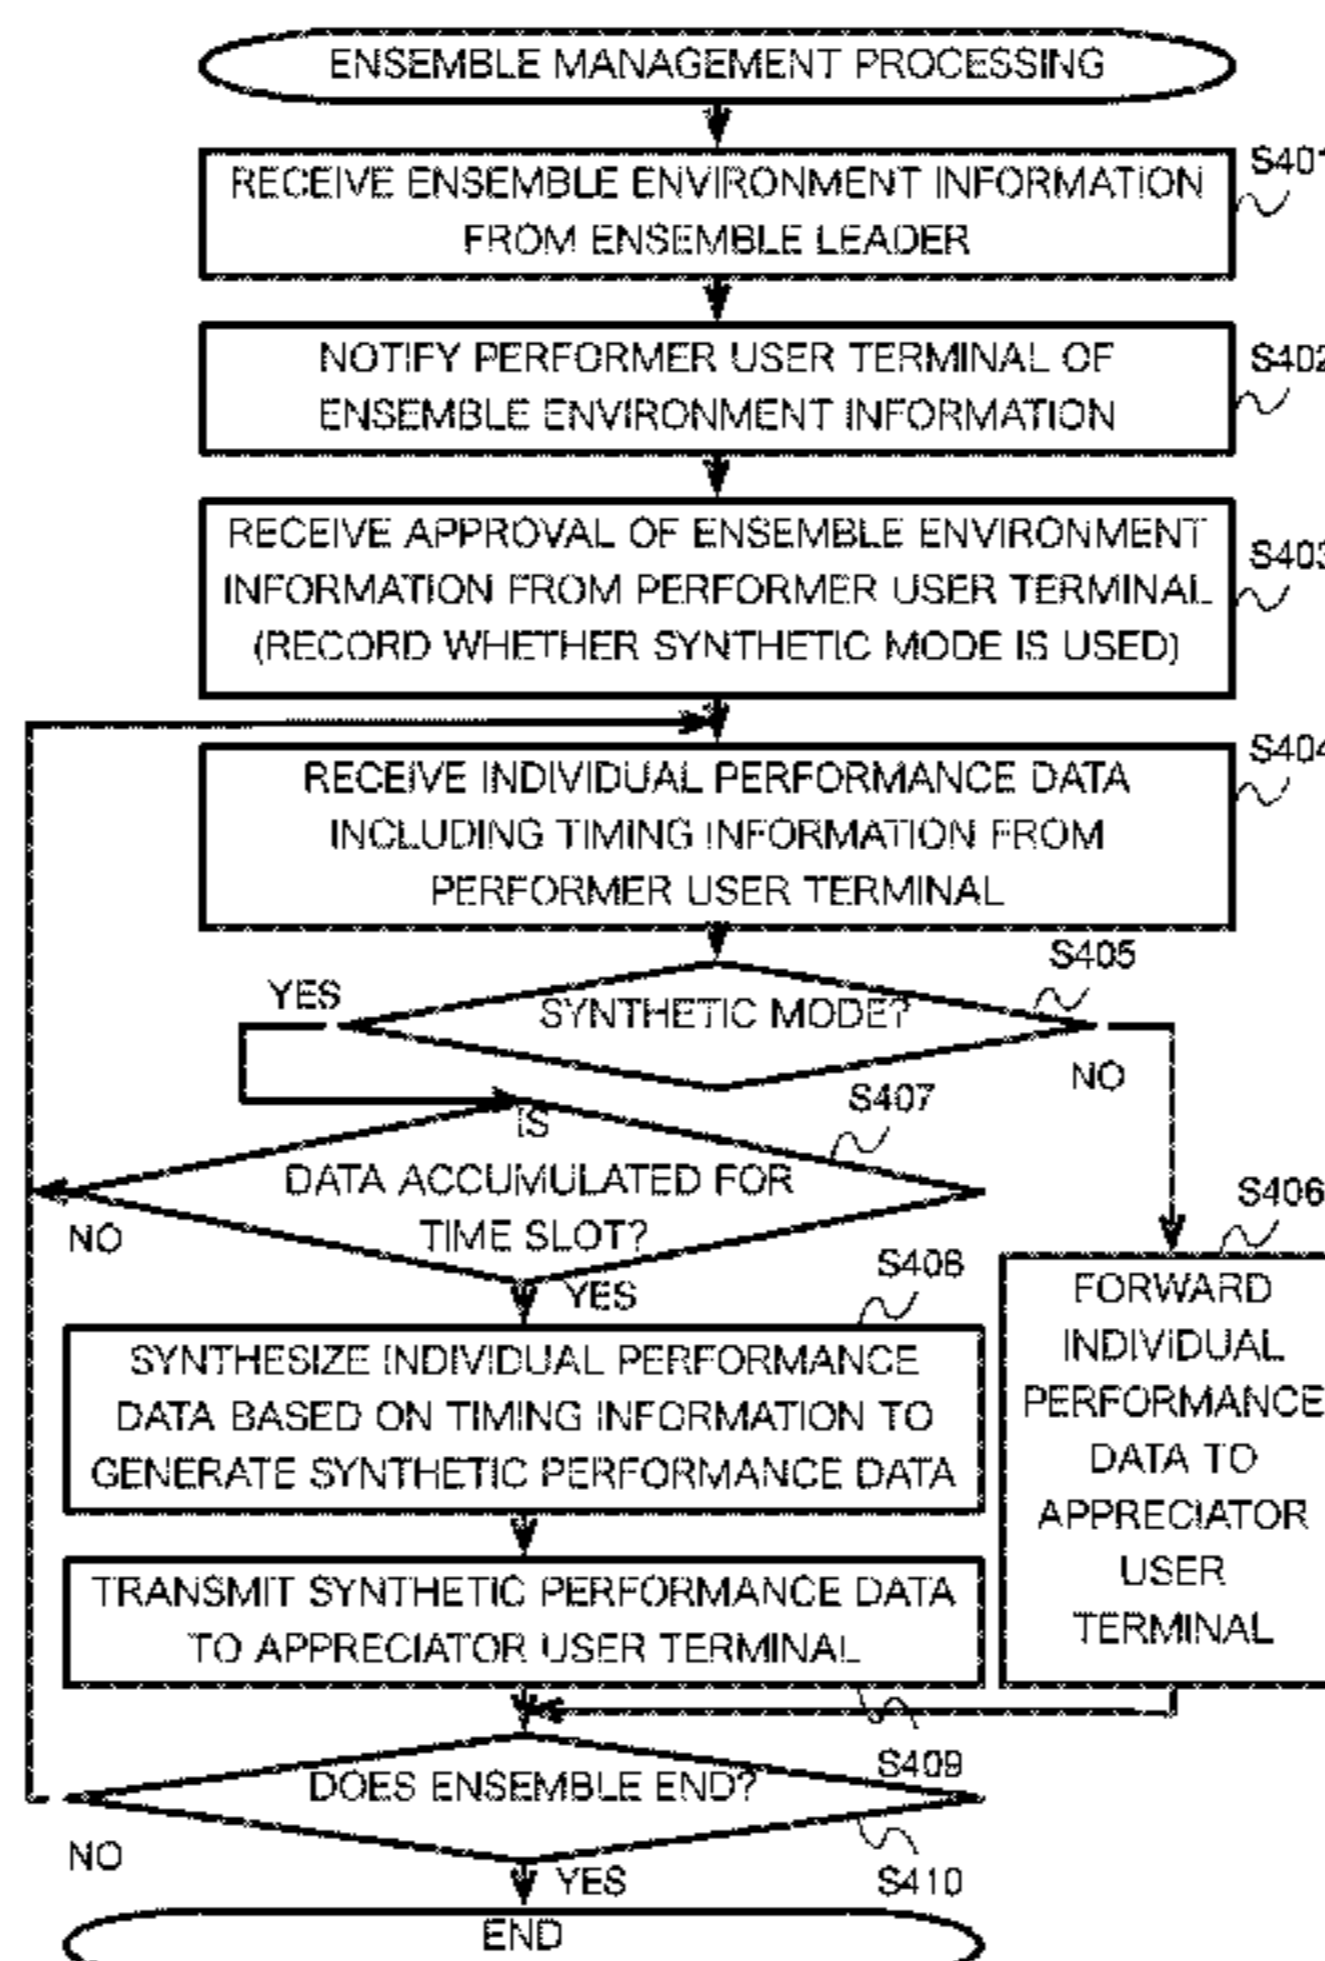 ENSEMBLE MANAGEMENT PROCESSING
RECEIVE ENSEMBLE ENVIRONMENT INFORMATION
FROM ENSEMBLE LEADER
S401
NOTIFY PERFORMER USER TERMINAL OF
ENSEMBLE ENVIRONMENT INFORMATION
S402
RECEIVE APPROVAL OF ENSEMBLE ENVIRONMENT
INFORMATION FROM PERFORMER USER TERMINAL
(RECORD WHETHER SYNTHETIC MODE IS USED)
S403
RECEIVE INDIVIDUAL PERFORMANCE DATA
INCLUDING TIMING INFORMATION FROM
PERFORMER USER TERMINAL
S404
SYNTHETIC MODE?
S405
YES
NO
IS
DATA ACCUMULATED FOR
TIME SLOT?
S407
NO
YES
FORWARD
INDIVIDUAL
PERFORMANCE
DATA TO
APPRECIATOR
USER
TERMINAL
S406
SYNTHESIZE INDIVIDUAL PERFORMANCE
DATA BASED ON TIMING INFORMATION TO
GENERATE SYNTHETIC PERFORMANCE DATA
S408
TRANSMIT SYNTHETIC PERFORMANCE DATA
TO APPRECIATOR USER TERMINAL
S409
DOES ENSEMBLE END?
S410
NO
YES
END